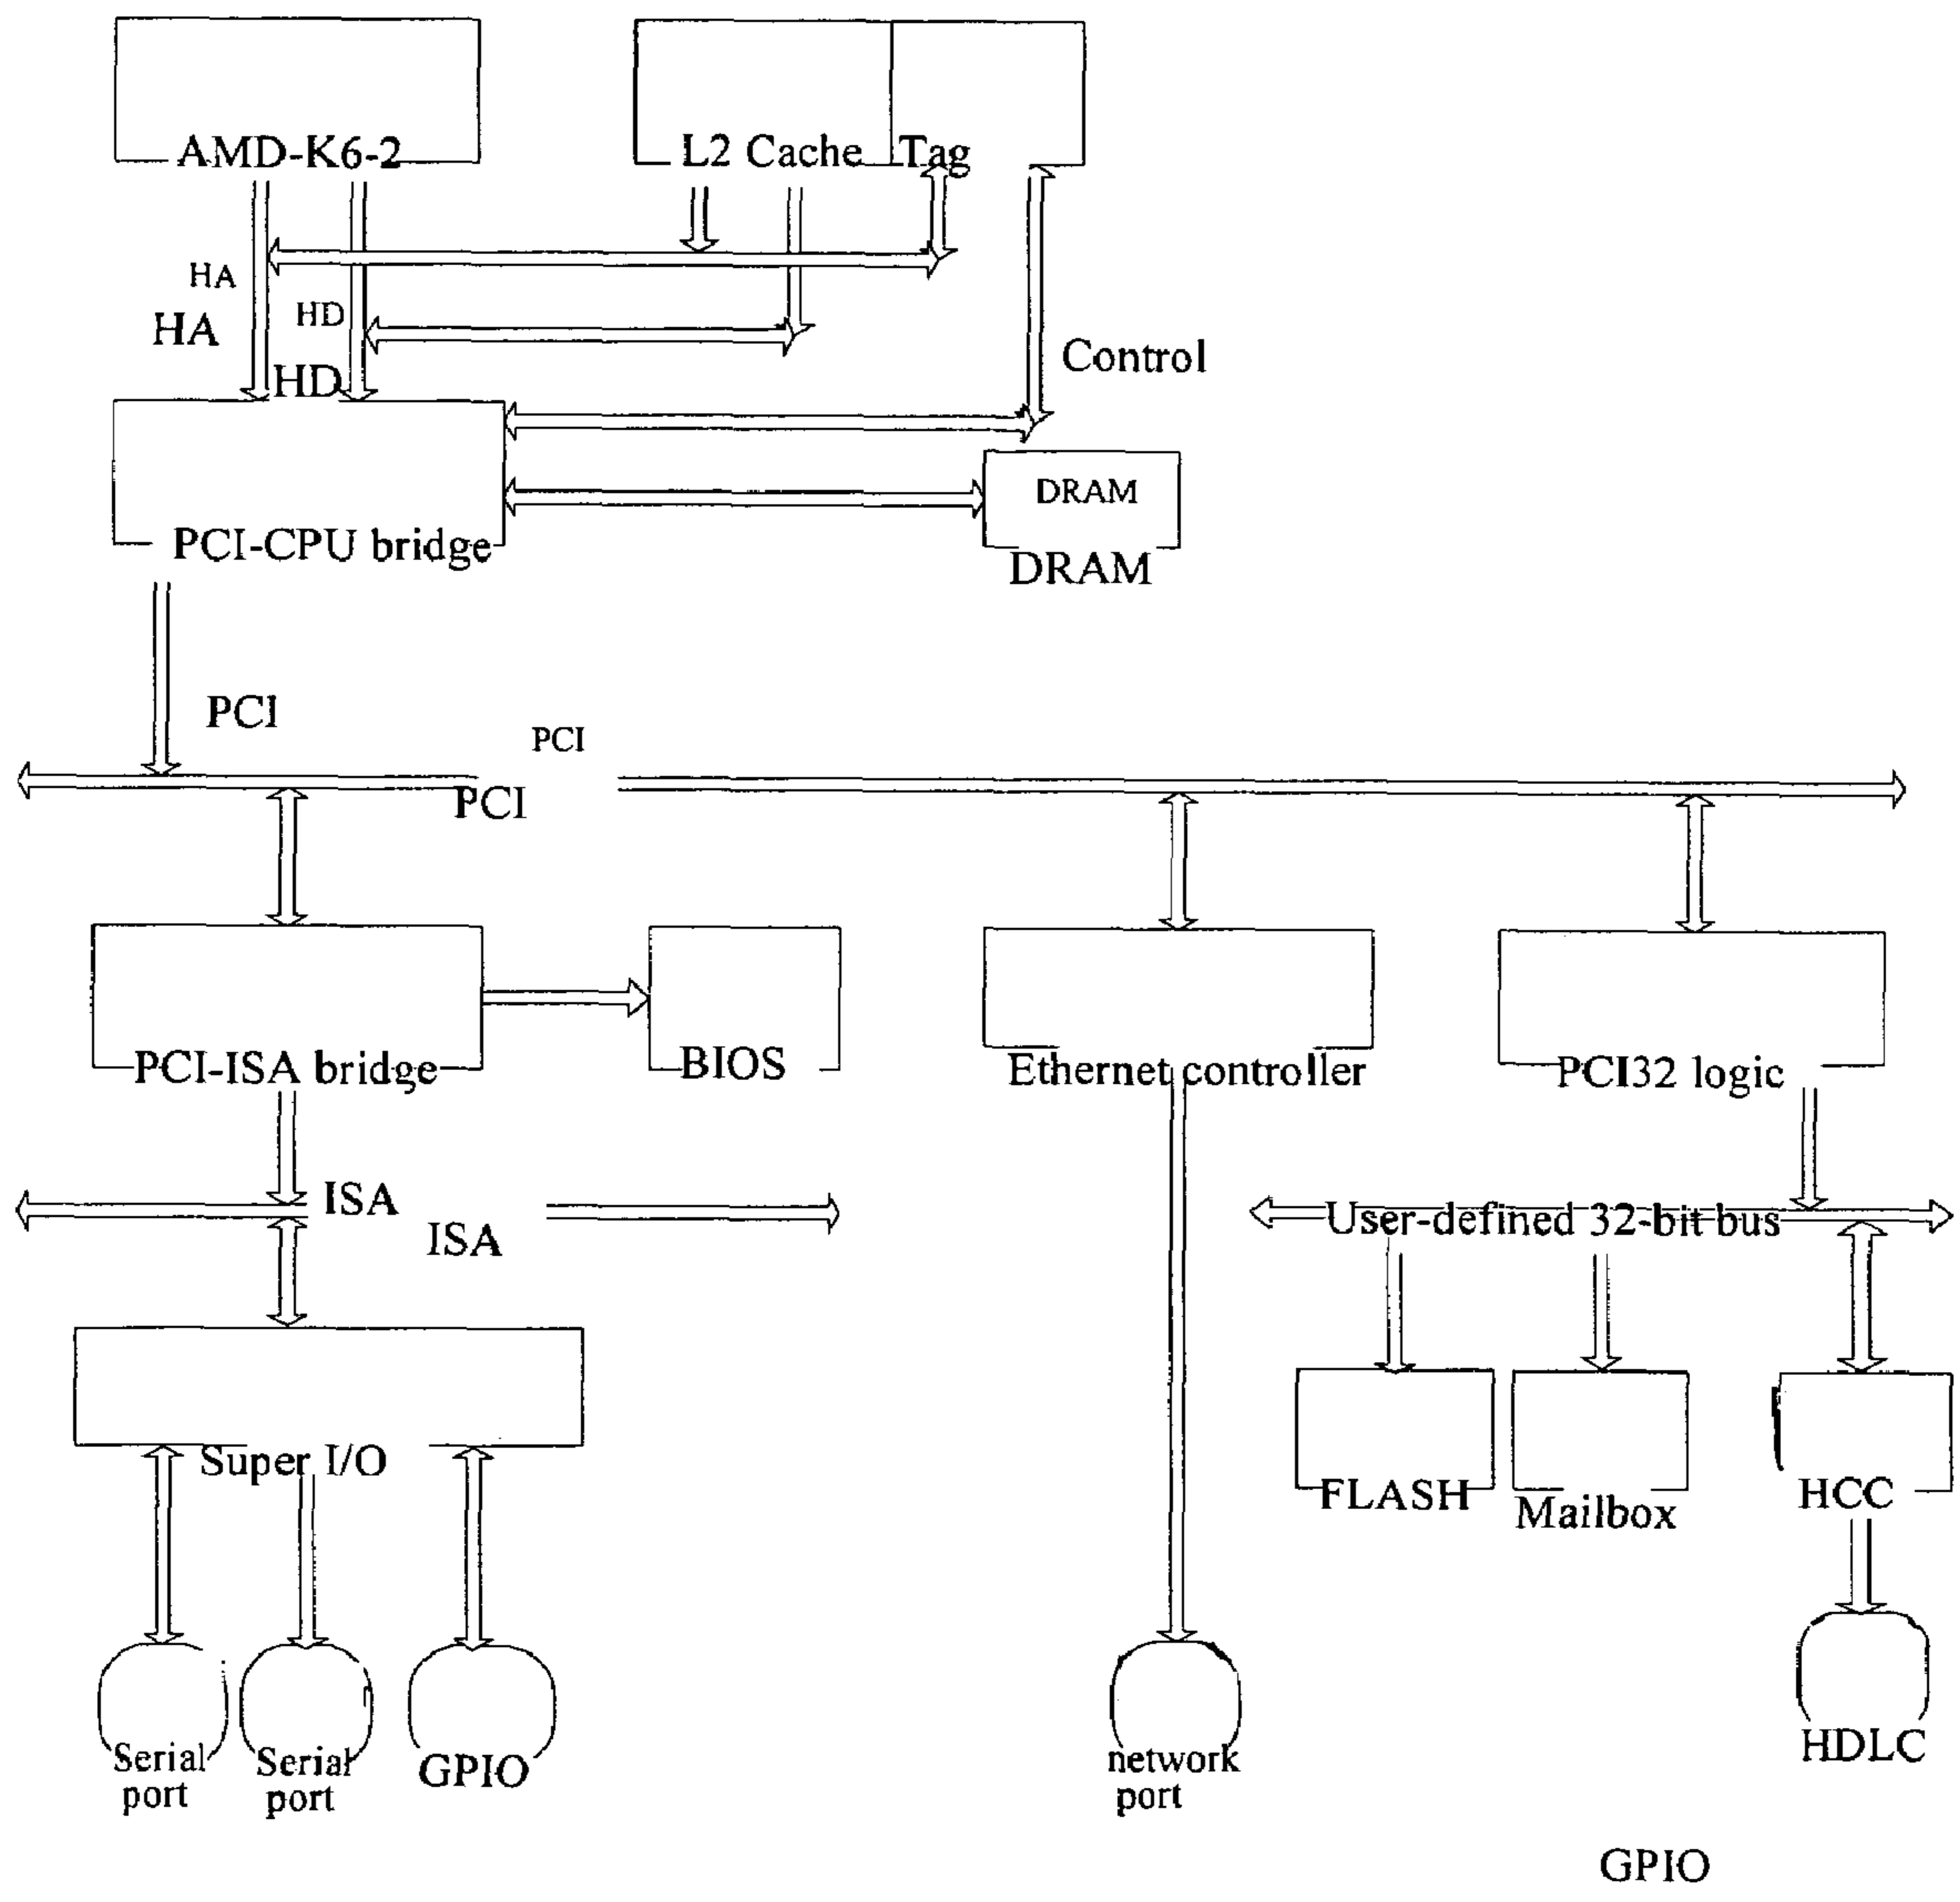 AMD-K6-2
L2 Cache
Tag
HA
HD
HA
HD
Control
PCI-CPU bridge
DRAM
DRAM
PCI
PCI
PCI
PCI-ISA bridge
BIOS
Ethernet controller
PCI32 logic
ISA
ISA
User-defined 32-bit bus
Super I/O
FLASH
Mailbox
HCC
Serial
port
Serial
port
GPIO
network
port
HDLC
GPIO